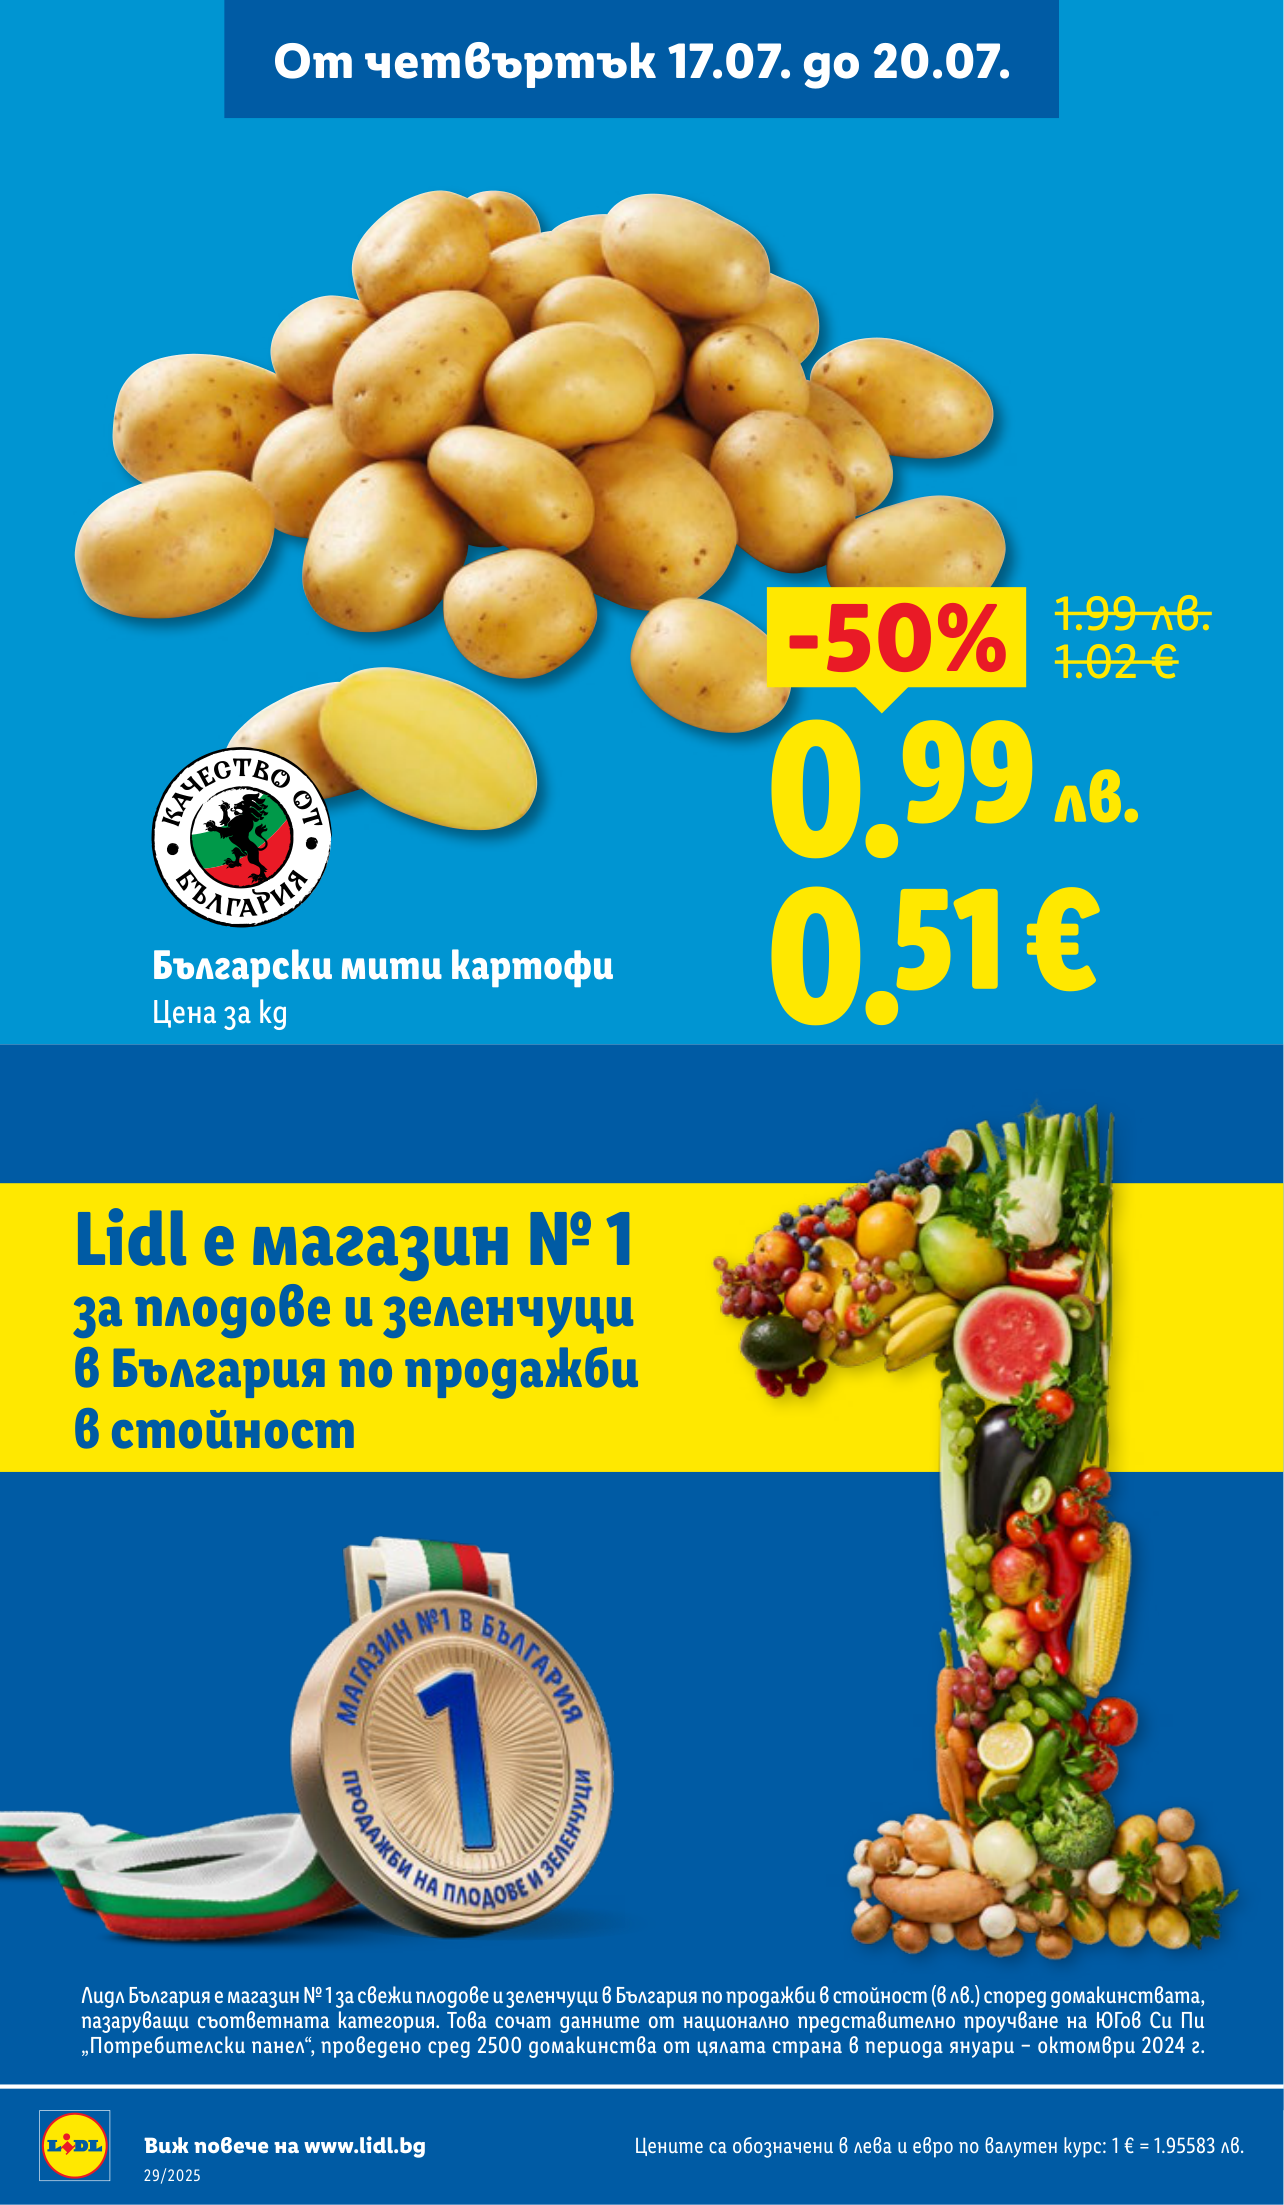 От четвъртък 17.07. до 20.07.
-50%
1.99 лв.
1.02 €
0.99 лв.
0.51 €
КАЧЕСТВО ОТ
БЪЛГАРИЯ
Български мити картофи
Цена за kg
Lidl е магазин № 1
за плодове и зеленчуци
в България по продажби
в стойност
МАГАЗИН №1 В БЪЛГАРИЯ
1
ПРОДАЖБИ НА ПЛОДОВЕ И ЗЕЛЕНЧУЦИ
Лидл България е магазин № 1 за свежи плодове и зеленчуци в България по продажби в стойност (в лв.) според домакинствата,
пазаруващи съответната категория. Това сочат данните от национално представително проучване на ЮГов Си Пи
„Потребителски панел“, проведено сред 2500 домакинства от цялата страна в периода януари – октомври 2024 г.
LIDL
Виж повече на www.lidl.bg
29/2025
Цените са обозначени в лева и евро по валутен курс: 1 € = 1.95583 лв.